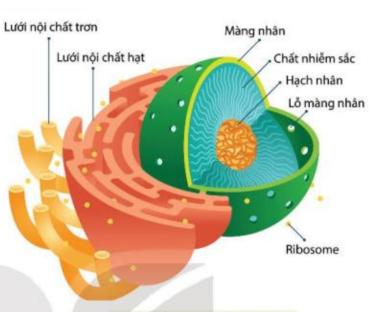 Lưới nội chất trơn
Lưới nội chất hạt
Màng nhân
Chất nhiễm sắc
Hạch nhân
Lỗ màng nhân
Ribosome